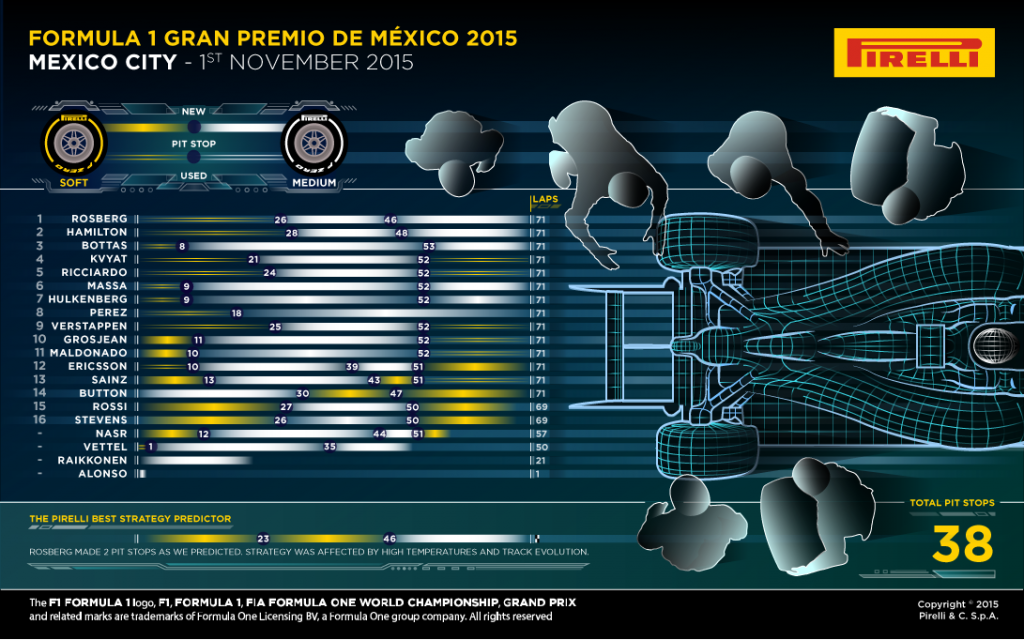 FORMULA 1 GRAN PREMIO DE MÉXICO 2015
MEXICO CITY - 1ST NOVEMBER 2015
PIRELLI
NEW
PIT STOP
USED
PIRELLI
P ZERO
SOFT
PIRELLI
P ZERO
MEDIUM
LAPS
1 ROSBERG 26 46 71
2 HAMILTON 28 48 71
3 BOTTAS 8 53 71
4 KVYAT 21 52 71
5 RICCIARDO 24 52 71
6 MASSA 9 52 71
7 HULKENBERG 9 52 71
8 PEREZ 18 71
9 VERSTAPPEN 25 52 71
10 GROSJEAN 11 52 71
11 MALDONADO 10 52 71
12 ERICSSON 10 39 51 71
13 SAINZ 13 43 51 71
14 BUTTON 30 47 71
15 ROSSI 27 50 69
16 STEVENS 26 50 69
- NASR 12 44 51 57
- VETTEL 1 35 50
- RAIKKONEN 21
- ALONSO 1
THE PIRELLI BEST STRATEGY PREDICTOR
23 46
ROSBERG MADE 2 PIT STOPS AS WE PREDICTED. STRATEGY WAS AFFECTED BY HIGH TEMPERATURES AND TRACK EVOLUTION.
TOTAL PIT STOPS
38
The F1 FORMULA 1 logo, F1, FORMULA 1, FIA FORMULA ONE WORLD CHAMPIONSHIP, GRAND PRIX
and related marks are trademarks of Formula One Licensing BV, a Formula One group company. All rights reserved
Copyright © 2015
Pirelli & C. S.p.A.